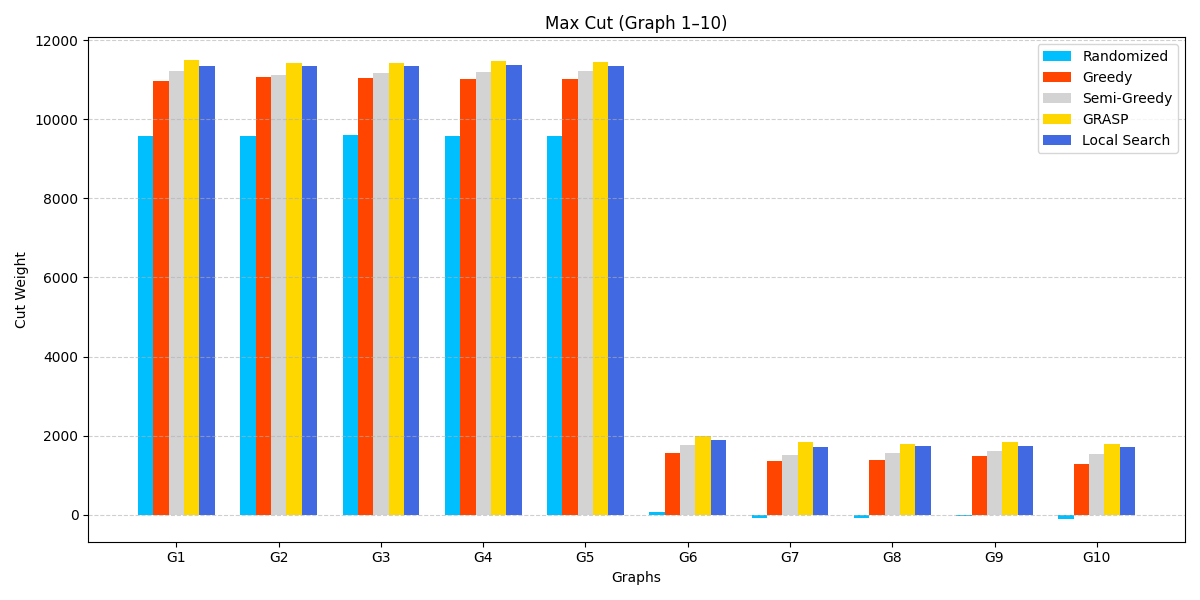 Max Cut (Graph 1–10)
12000
10000
8000
6000
4000
2000
0
Cut Weight
Randomized
Greedy
Semi-Greedy
GRASP
Local Search
G1 G2 G3 G4 G5 G6 G7 G8 G9 G10
Graphs